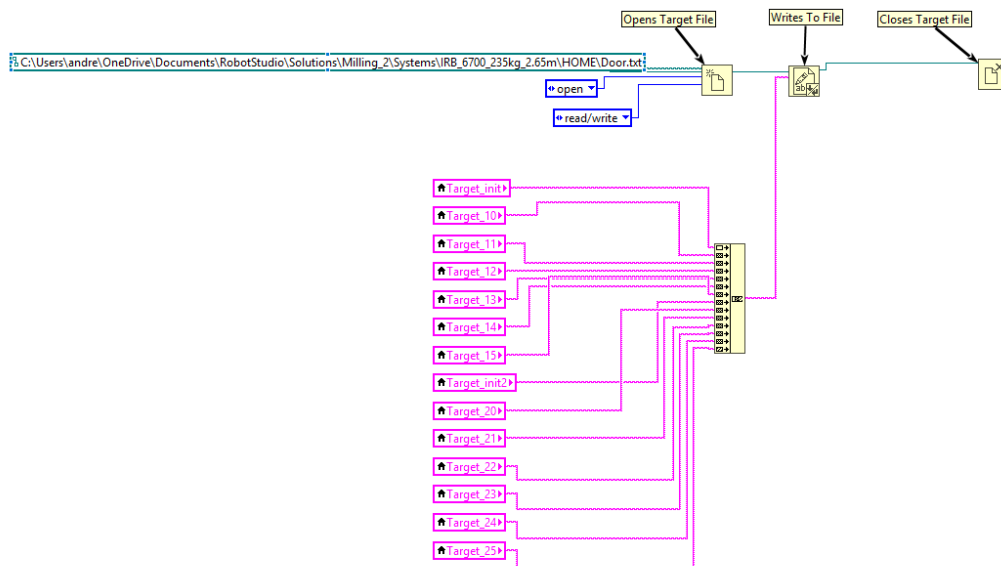 Opens Target File
Writes To File
Closes Target File
C:\Users\andre\OneDrive\Documents\RobotStudio\Solutions\Milling_2\Systems\IRB_6700_235kg_2.65m\HOME\Door.txt
open
read/write
Target_init
Target_10
Target_11
Target_12
Target_13
Target_14
Target_15
Target_init2
Target_20
Target_21
Target_22
Target_23
Target_24
Target_25